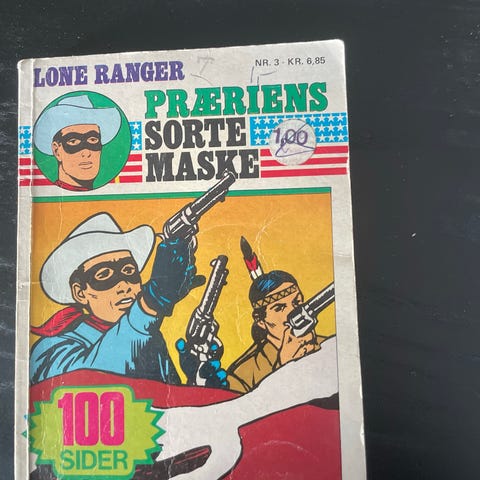 LONE RANGER
NR. 3 · KR. 6,85
PRÆRIENS
SORTE
MASKE
1,00
100
SIDER